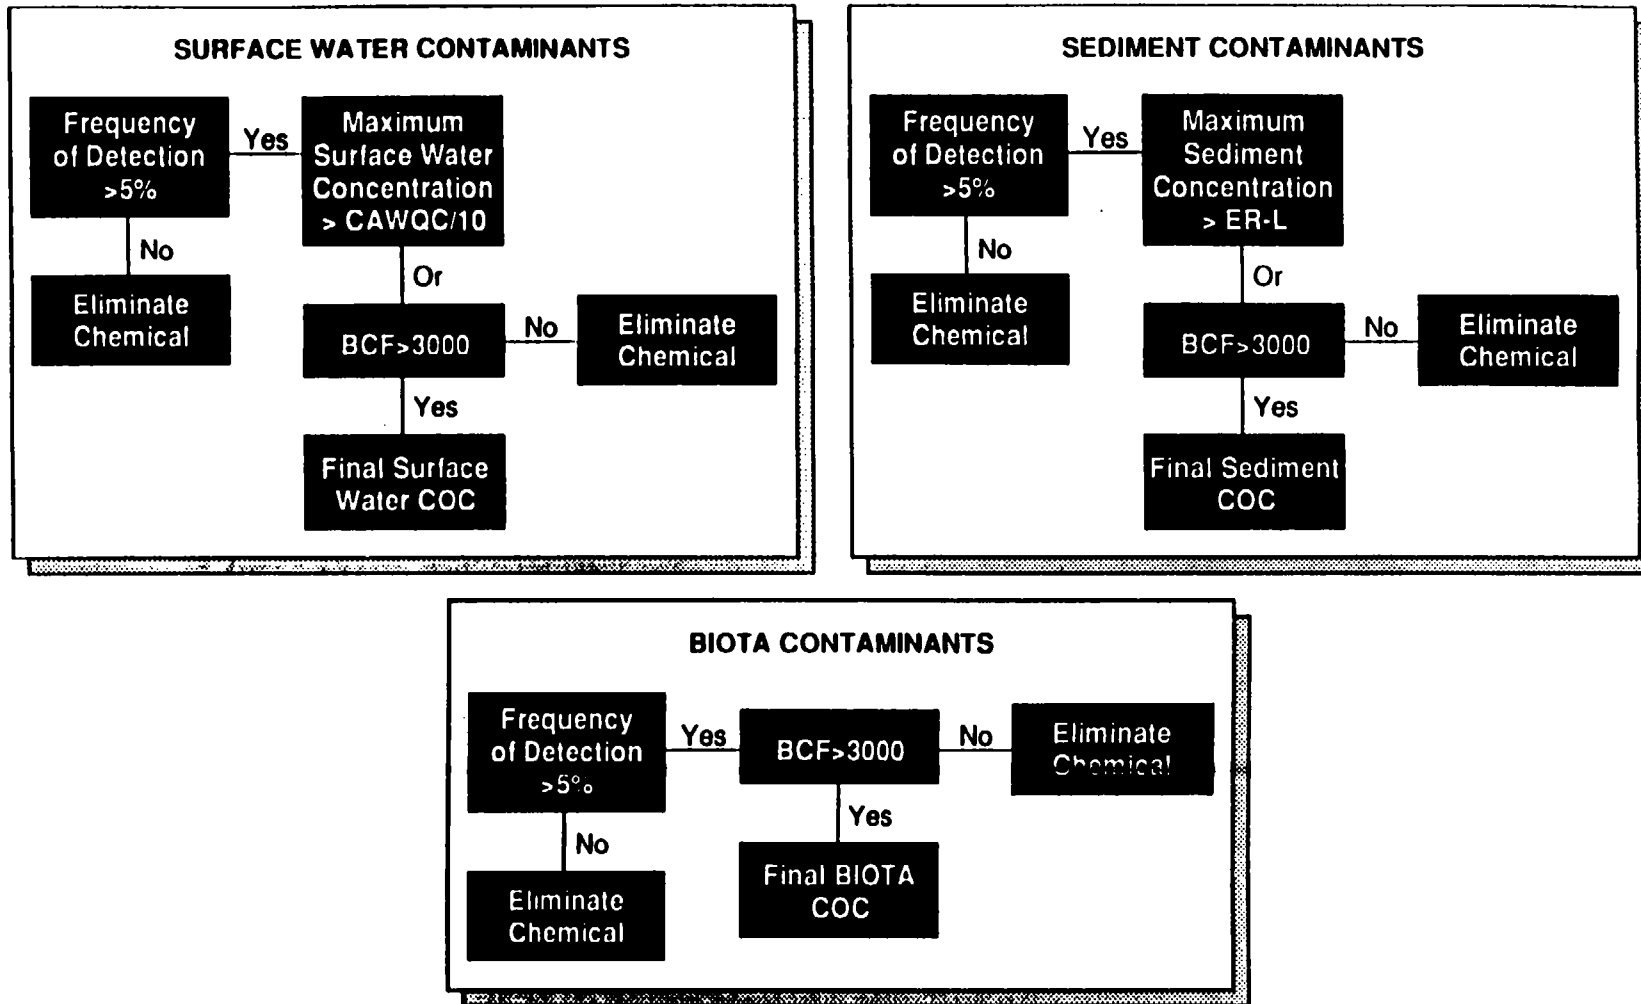 SURFACE WATER CONTAMINANTS
Frequency
of Detection
>5%
Yes
Maximum
Surface Water
Concentration
> CAWQC/10
No
Eliminate
Chemical
Or
BCF>3000
No
Eliminate
Chemical
Yes
Final Surface
Water COC
SEDIMENT CONTAMINANTS
Frequency
of Detection
>5%
Yes
Maximum
Sediment
Concentration
> ER-L
No
Eliminate
Chemical
Or
BCF>3000
No
Eliminate
Chemical
Yes
Final Sediment
COC
BIOTA CONTAMINANTS
Frequency
of Detection
>5%
Yes
BCF>3000
No
Eliminate
Chemical
No
Eliminate
Chemical
Yes
Final BIOTA
COC